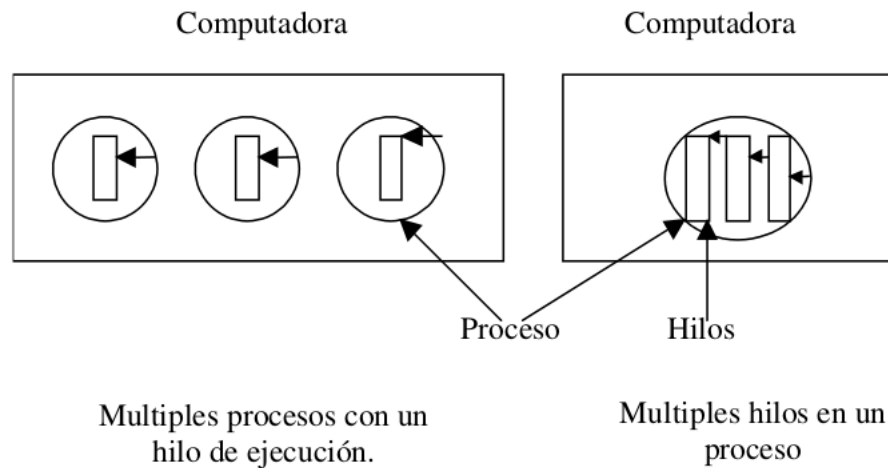 Computadora
Computadora
Proceso
Hilos
Multiples procesos con un
hilo de ejecución.
Multiples hilos en un
proceso